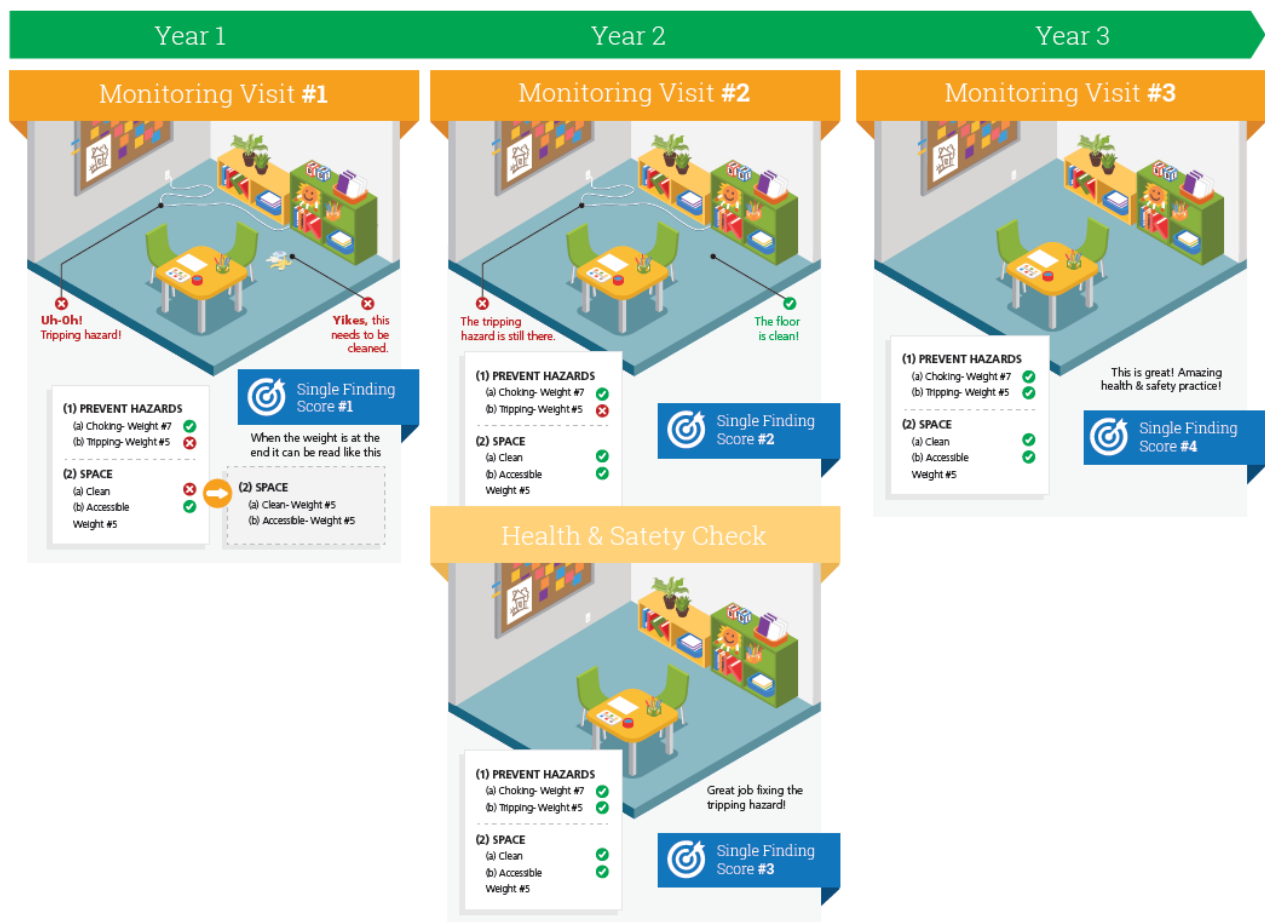 Year 1
Year 2
Year 3
Monitoring Visit #1
Uh-Oh!
Tripping hazard!
Yikes, this
needs to be
cleaned.
(1) PREVENT HAZARDS
(a) Choking- Weight #7
(b) Tripping- Weight #5
(2) SPACE
(a) Clean
(b) Accessible
Weight #5
Single Finding
Score #1
When the weight is at the
end it can be read like this
(2) SPACE
(a) Clean- Weight #5
(b) Accessible- Weight #5
Monitoring Visit #2
The tripping
hazard is still there.
The floor
is clean!
(1) PREVENT HAZARDS
(a) Choking- Weight #7
(b) Tripping- Weight #5
(2) SPACE
(a) Clean
(b) Accessible
Weight #5
Single Finding
Score #2
Health & Satety Check
(1) PREVENT HAZARDS
(a) Choking- Weight #7
(b) Tripping- Weight #5
(2) SPACE
(a) Clean
(b) Accessible
Weight #5
Great job fixing the
tripping hazard!
Single Finding
Score #3
Monitoring Visit #3
(1) PREVENT HAZARDS
(a) Choking- Weight #7
(b) Tripping- Weight #5
(2) SPACE
(a) Clean
(b) Accessible
Weight #5
This is great! Amazing
health & safety practice!
Single Finding
Score #4